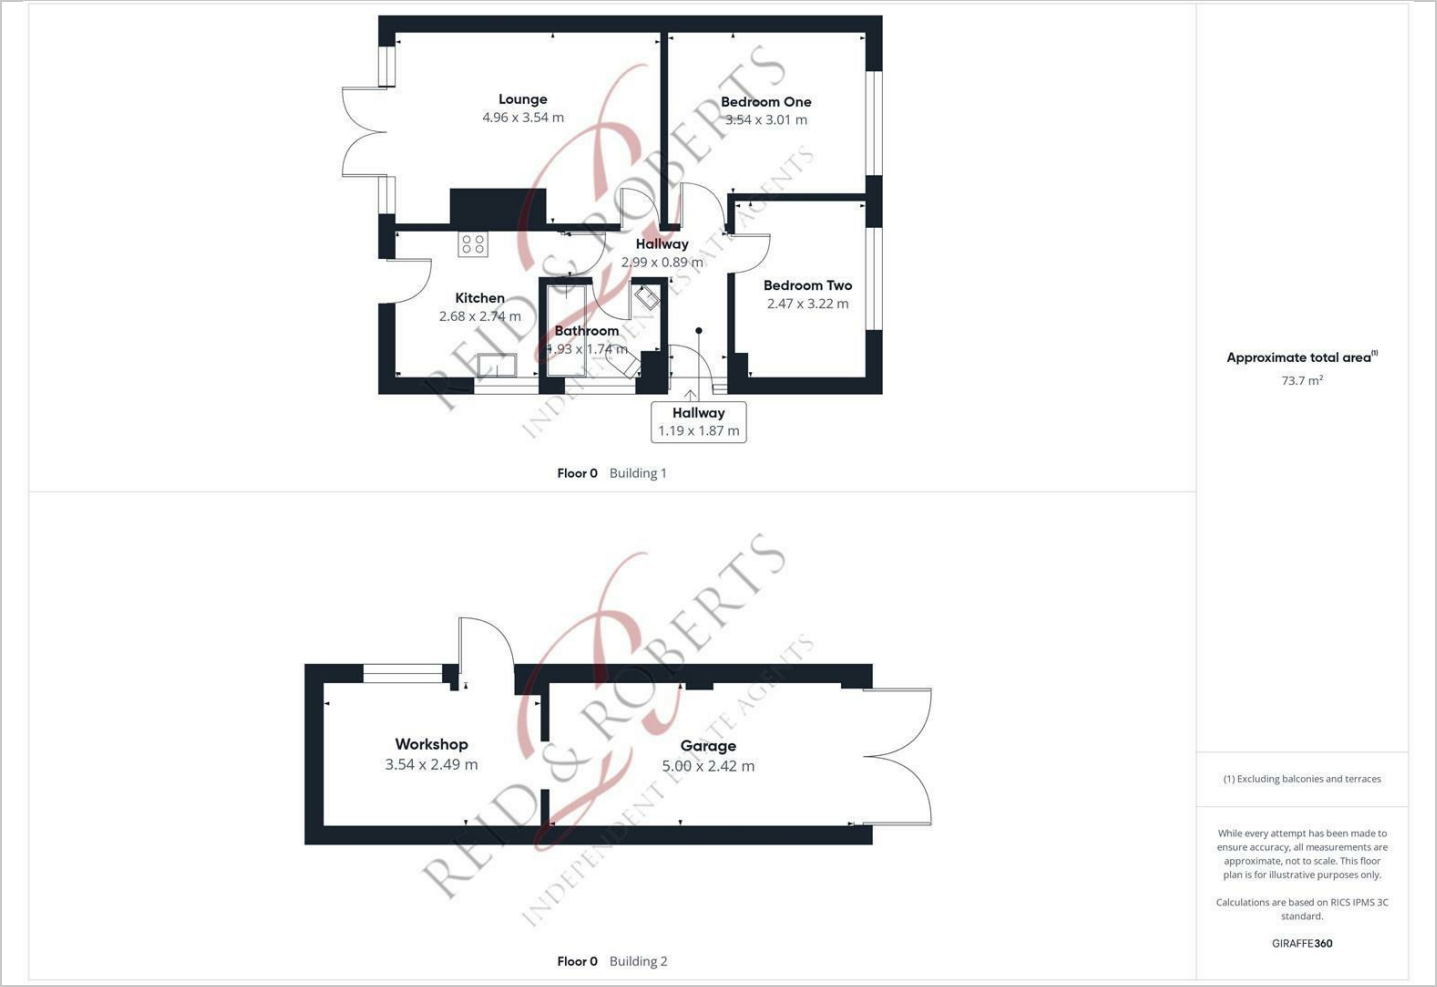 Lounge
4.96 x 3.54 m
Bedroom One
3.54 x 3.01 m
Hallway
2.99 x 0.89 m
Kitchen
2.68 x 2.74 m
Bathroom
1.93 x 1.74 m
Bedroom Two
2.47 x 3.22 m
Hallway
1.19 x 1.87 m
REID & ROBERTS
INDEPENDENT ESTATE AGENTS
Floor 0 Building 1
Workshop
3.54 x 2.49 m
Garage
5.00 x 2.42 m
REID & ROBERTS
INDEPENDENT ESTATE AGENTS
Floor 0 Building 2
Approximate total area(1)
73.7 m²
(1) Excluding balconies and terraces
While every attempt has been made to
ensure accuracy, all measurements are
approximate, not to scale. This floor
plan is for illustrative purposes only.
Calculations are based on RICS IPMS 3C
standard.
GIRAFFE360